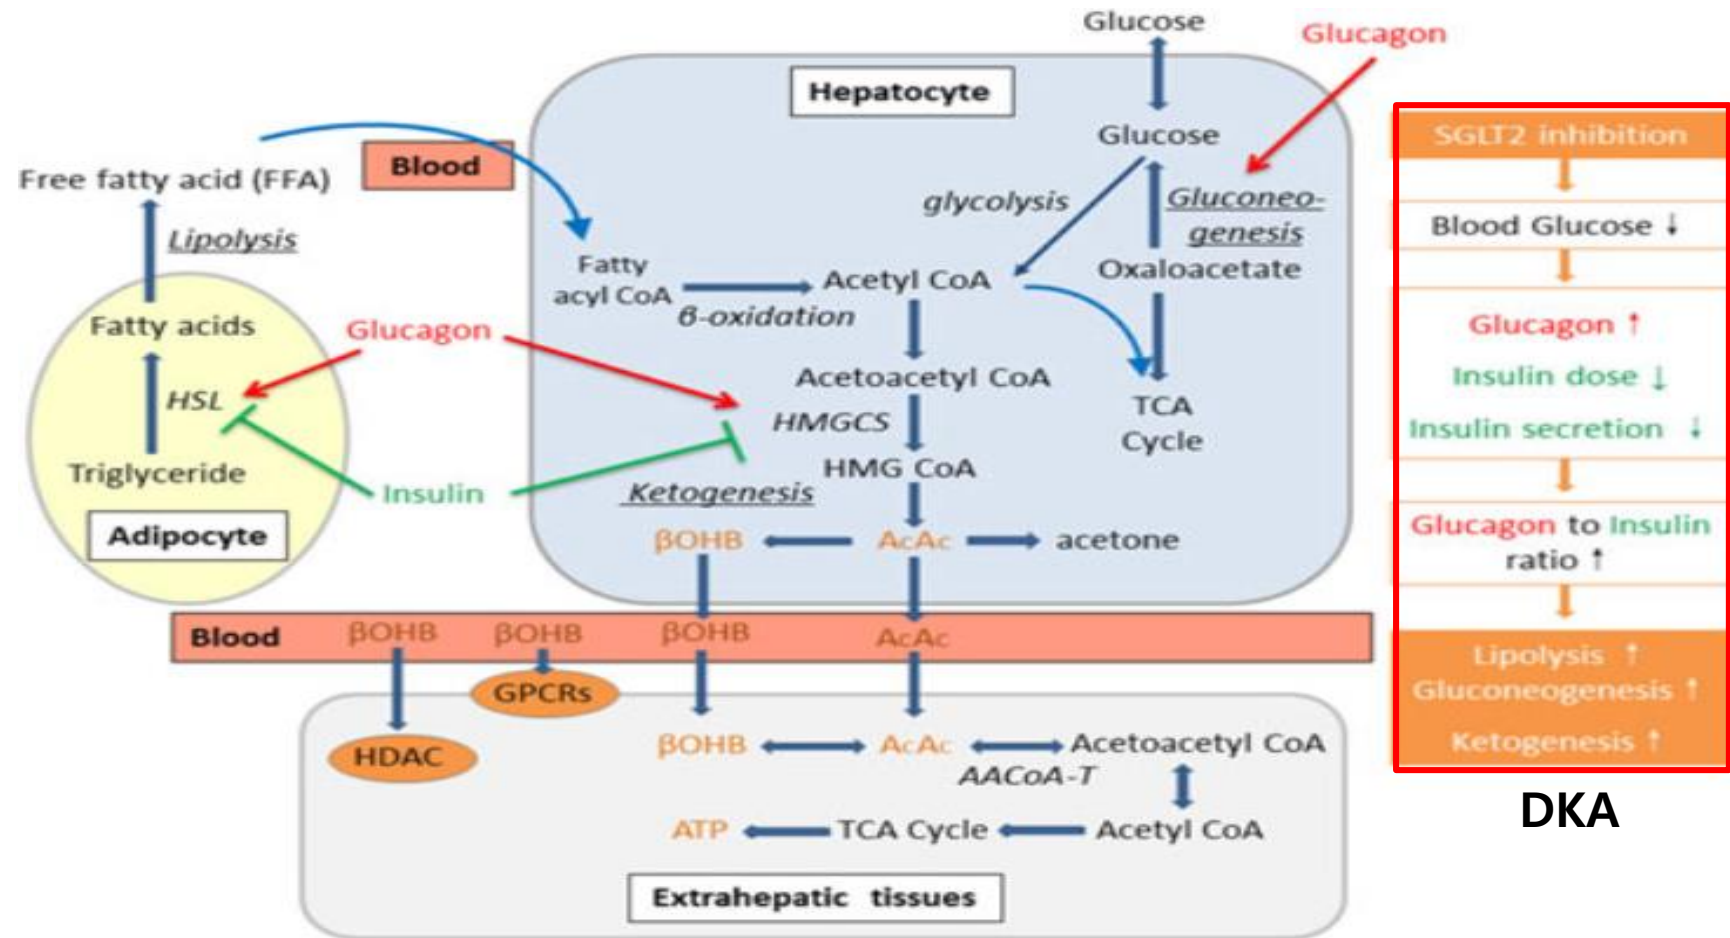 Glucose
Glucagon
Hepatocyte
Blood
Free fatty acid (FFA)
Lipolysis
Glucose
glycolysis
Gluconeo-
genesis
Fatty
acyl CoA
β-oxidation
Acetyl CoA
Oxaloacetate
Fatty acids
Glucagon
HSL
Acetoacetyl CoA
HMGCS
TCA
Cycle
Triglyceride
Insulin
HMG CoA
Ketogenesis
Adipocyte
βOHB
AcAc
acetone
Blood
βOHB
βOHB
βOHB
AcAc
GPCRs
HDAC
βOHB
AcAc
Acetoacetyl CoA
AACoA-T
ATP
TCA Cycle
Acetyl CoA
Extrahepatic tissues
SGLT2 inhibition
Blood Glucose ↓
Glucagon ↑
Insulin dose ↓
Insulin secretion ↓
Glucagon to Insulin
ratio ↑
Lipolysis ↑
Gluconeogenesis ↑
Ketogenesis ↑
DKA